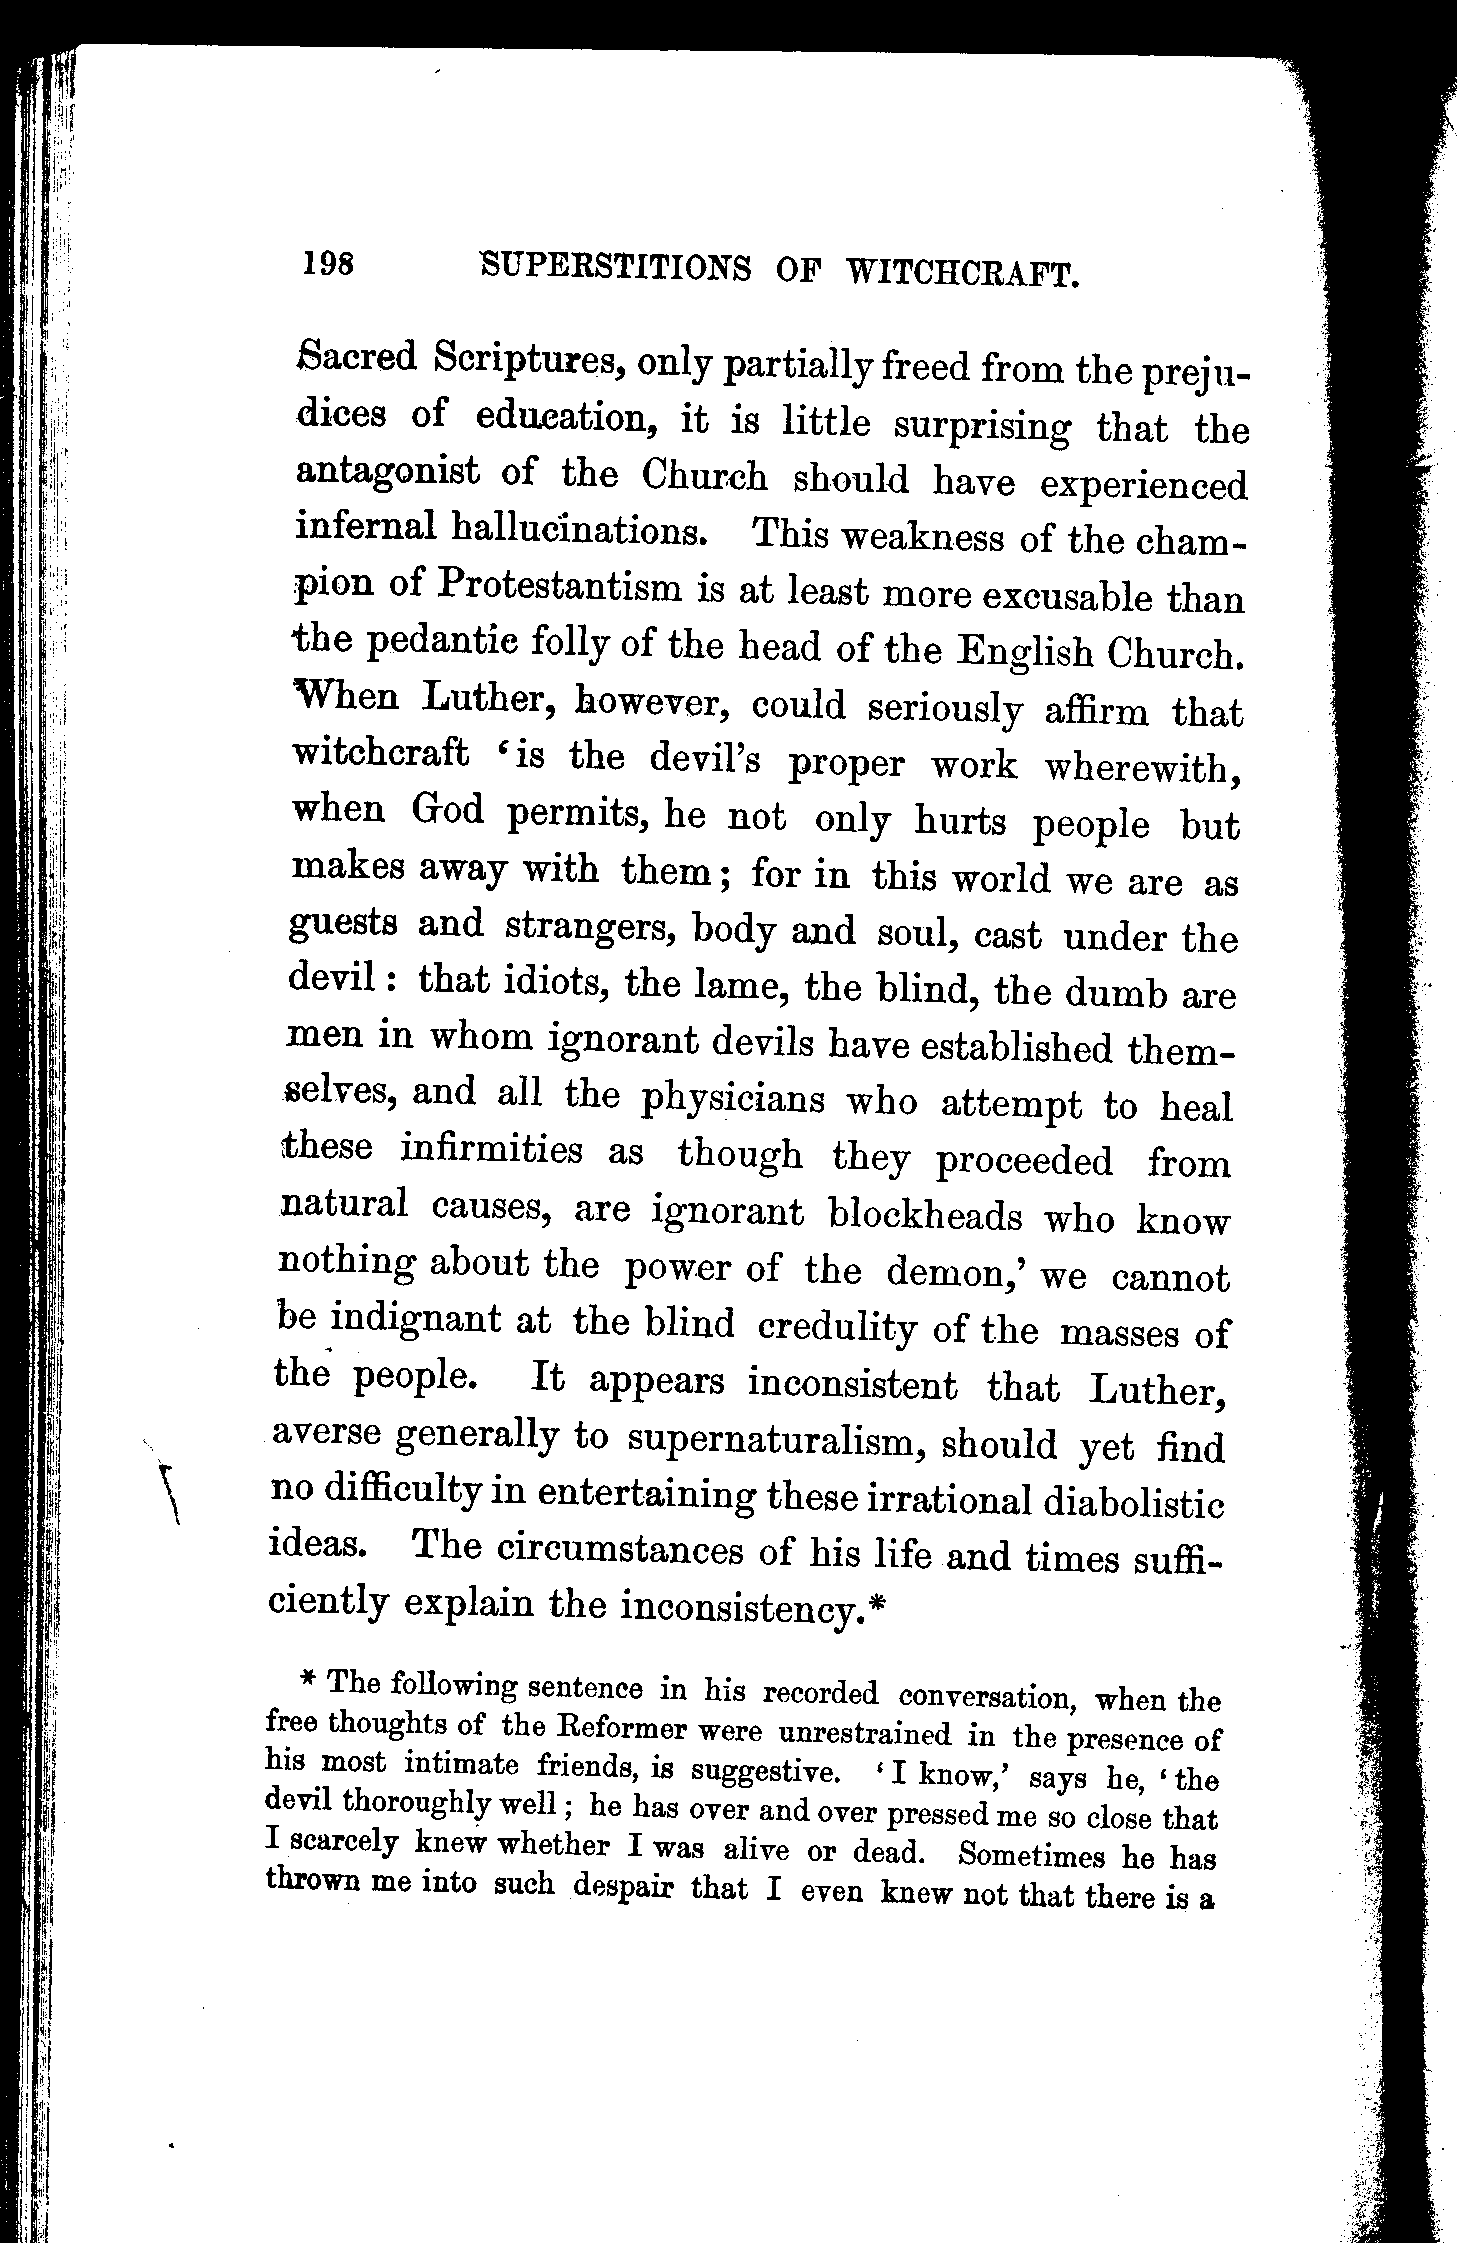 198 SUPERSTITIONS OF WITCHCRAFT.
Sacred Scriptures, only partially freed from the preju-
dices of education, it is little surprising that the
antagonist of the Church should have experienced
infernal hallucinations. This weakness of the cham-
pion of Protestantism is at least more excusable than
the pedantic folly of the head of the English Church.
When Luther, however, could seriously affirm that
witchcraft ‘is the devil’s proper work wherewith,
when God permits, he not only hurts people but
makes away with them; for in this world we are as
guests and strangers, body and soul, cast under the
devil: that idiots, the lame, the blind, the dumb are
men in whom ignorant devils have established them-
selves, and all the physicians who attempt to heal
these infirmities as though they proceeded from
natural causes, are ignorant blockheads who know
nothing about the power of the demon,’ we cannot
be indignant at the blind credulity of the masses of
the people. It appears inconsistent that Luther,
averse generally to supernaturalism, should yet find
no difficulty in entertaining these irrational diabolistic
ideas. The circumstances of his life and times suffi-
ciently explain the inconsistency.*
* The following sentence in his recorded conversation, when the
free thoughts of the Reformer were unrestrained in the presence of
his most intimate friends, is suggestive. ‘I know,’ says he, ‘the
devil thoroughly well; he has over and over pressed me so close that
I scarcely knew whether I was alive or dead. Sometimes he has
thrown me into such despair that I even knew not that there is a